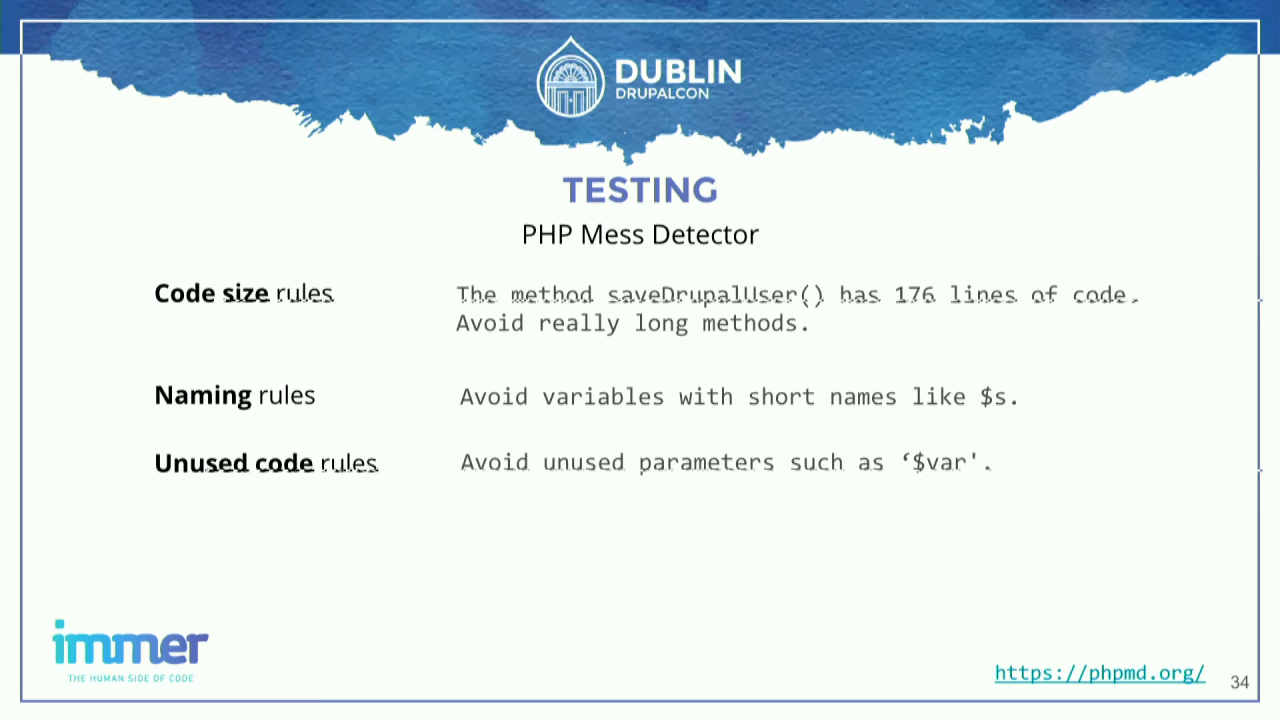 DUBLIN
DRUPALCON
TESTING
PHP Mess Detector
Code size rules
The method saveDrupalUser() has 176 lines of code.
Avoid really long methods.
Naming rules
Avoid variables with short names like $s.
Unused code rules
Avoid unused parameters such as ‘$var'.
immer
THE HUMAN SIDE OF CODE
https://phpmd.org/
34